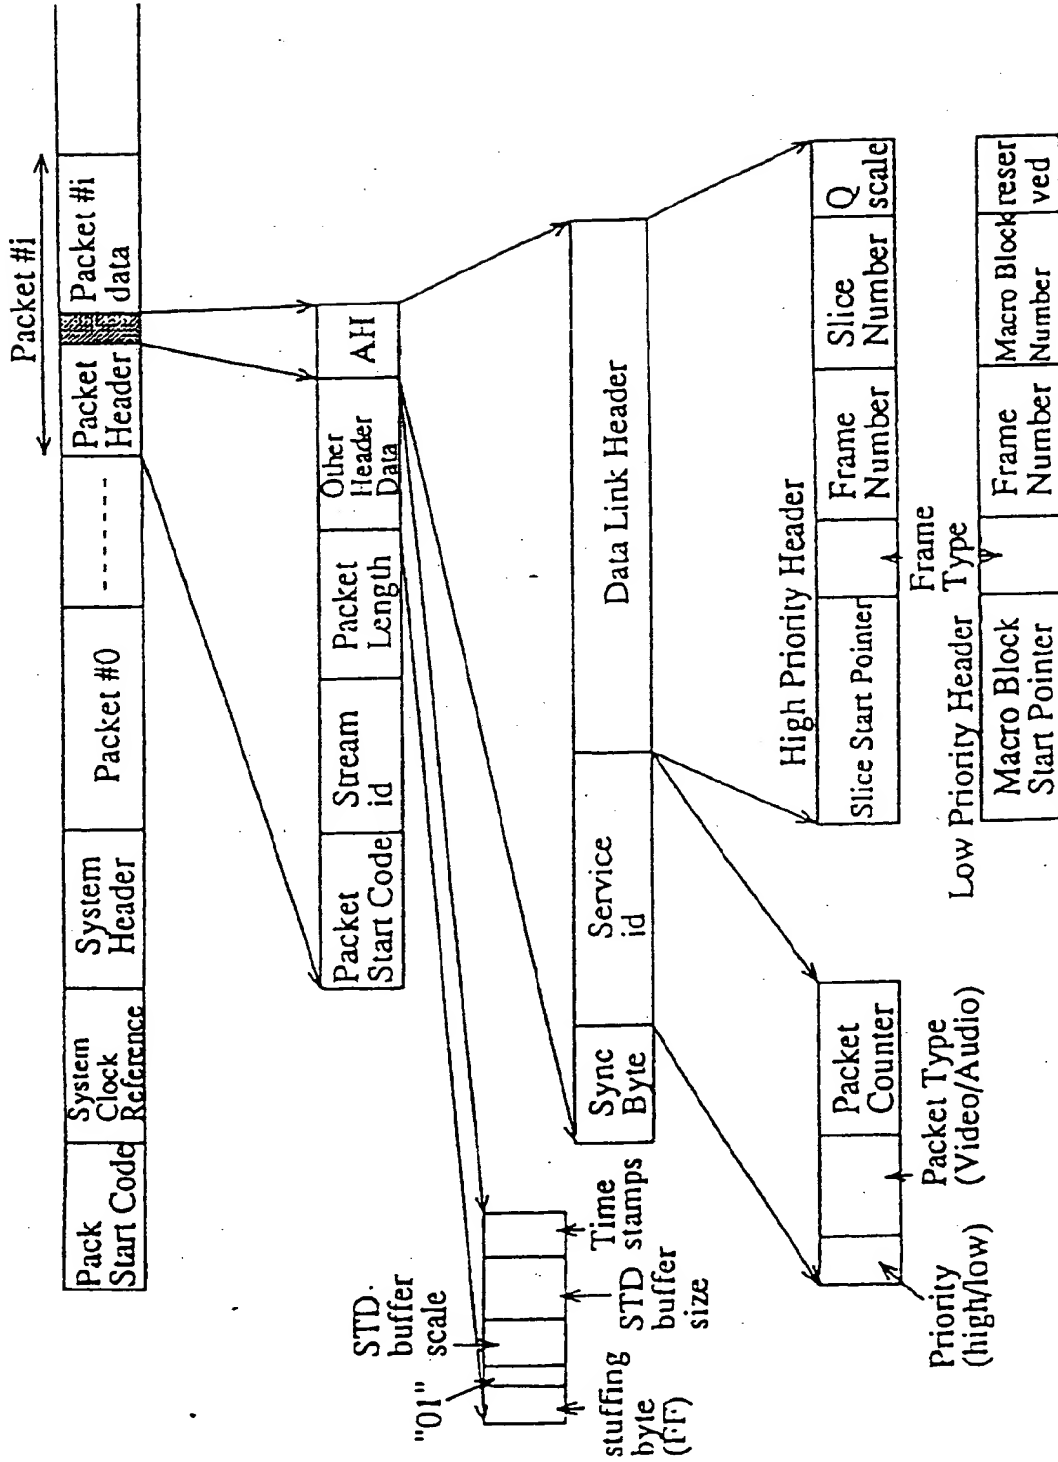 Packet #i
Pack
Start Code
System
Clock
Reference
System
Header
Packet #0
-------
Packet
Header
Packet #i
data
Packet
Start Code
Stream
id
Packet
Length
Other
Header
Data
AH
"01"
STD.
buffer
scale
stuffing
byte
(FF)
STD
buffer
size
Time
stamps
Sync
Byte
Service
id
Data Link Header
Priority
(high/low)
Packet Type
(Video/Audio)
Packet
Counter
High Priority Header
Slice Start Pointer
Frame
Number
Slice
Number
Q
scale
Frame
Type
Low Priority Header
Macro Block
Start Pointer
Frame
Number
Macro Block
Number
reser
ved